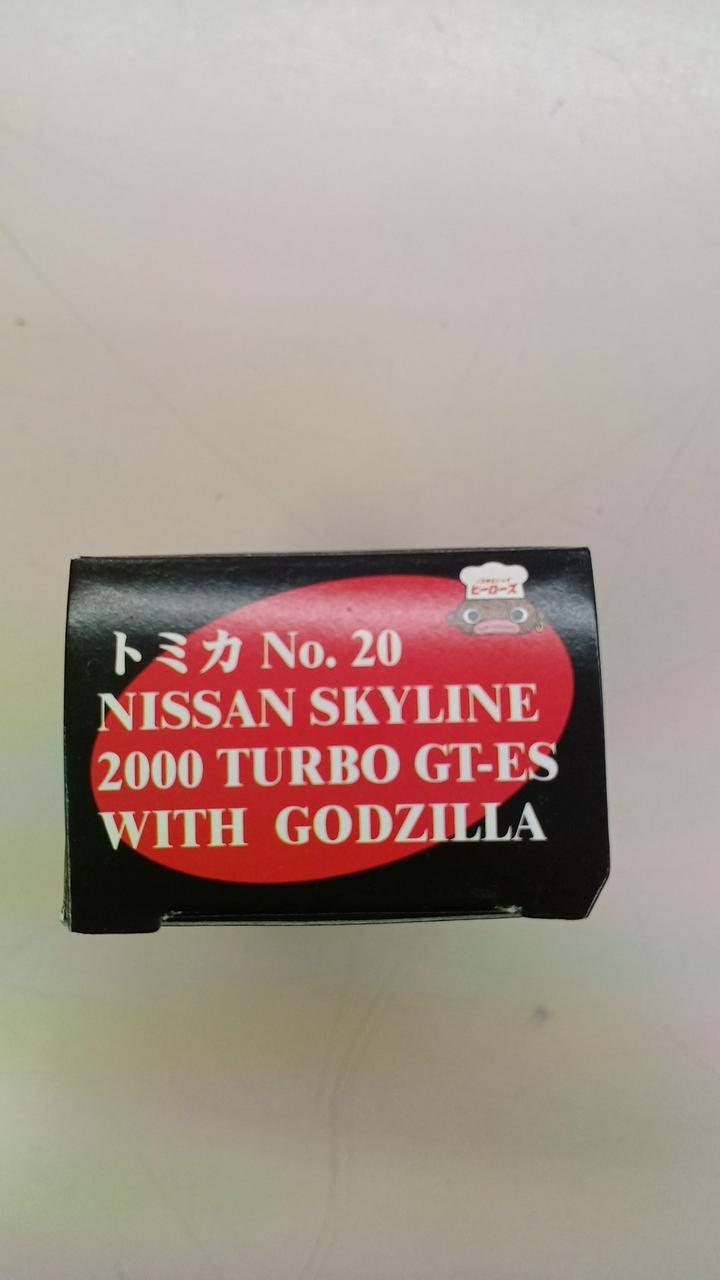 ヒーローズ
トミカ No. 20
NISSAN SKYLINE
2000 TURBO GT-ES
WITH GODZILLA